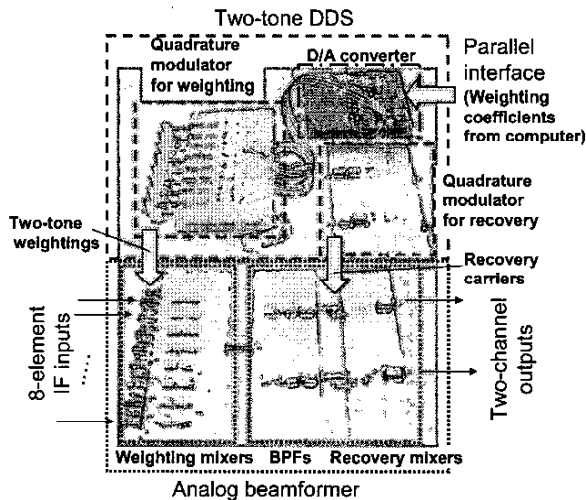 Two-tone DDS
Quadrature
modulator
for weighting
D/A converter
Parallel
interface
(Weighting
coefficients
from computer)
Quadrature
modulator
for recovery
Two-tone
weightings
Recovery
carriers
8-element
IF inputs
Two-channel
outputs
Weighting mixers BPFs Recovery mixers
Analog beamformer